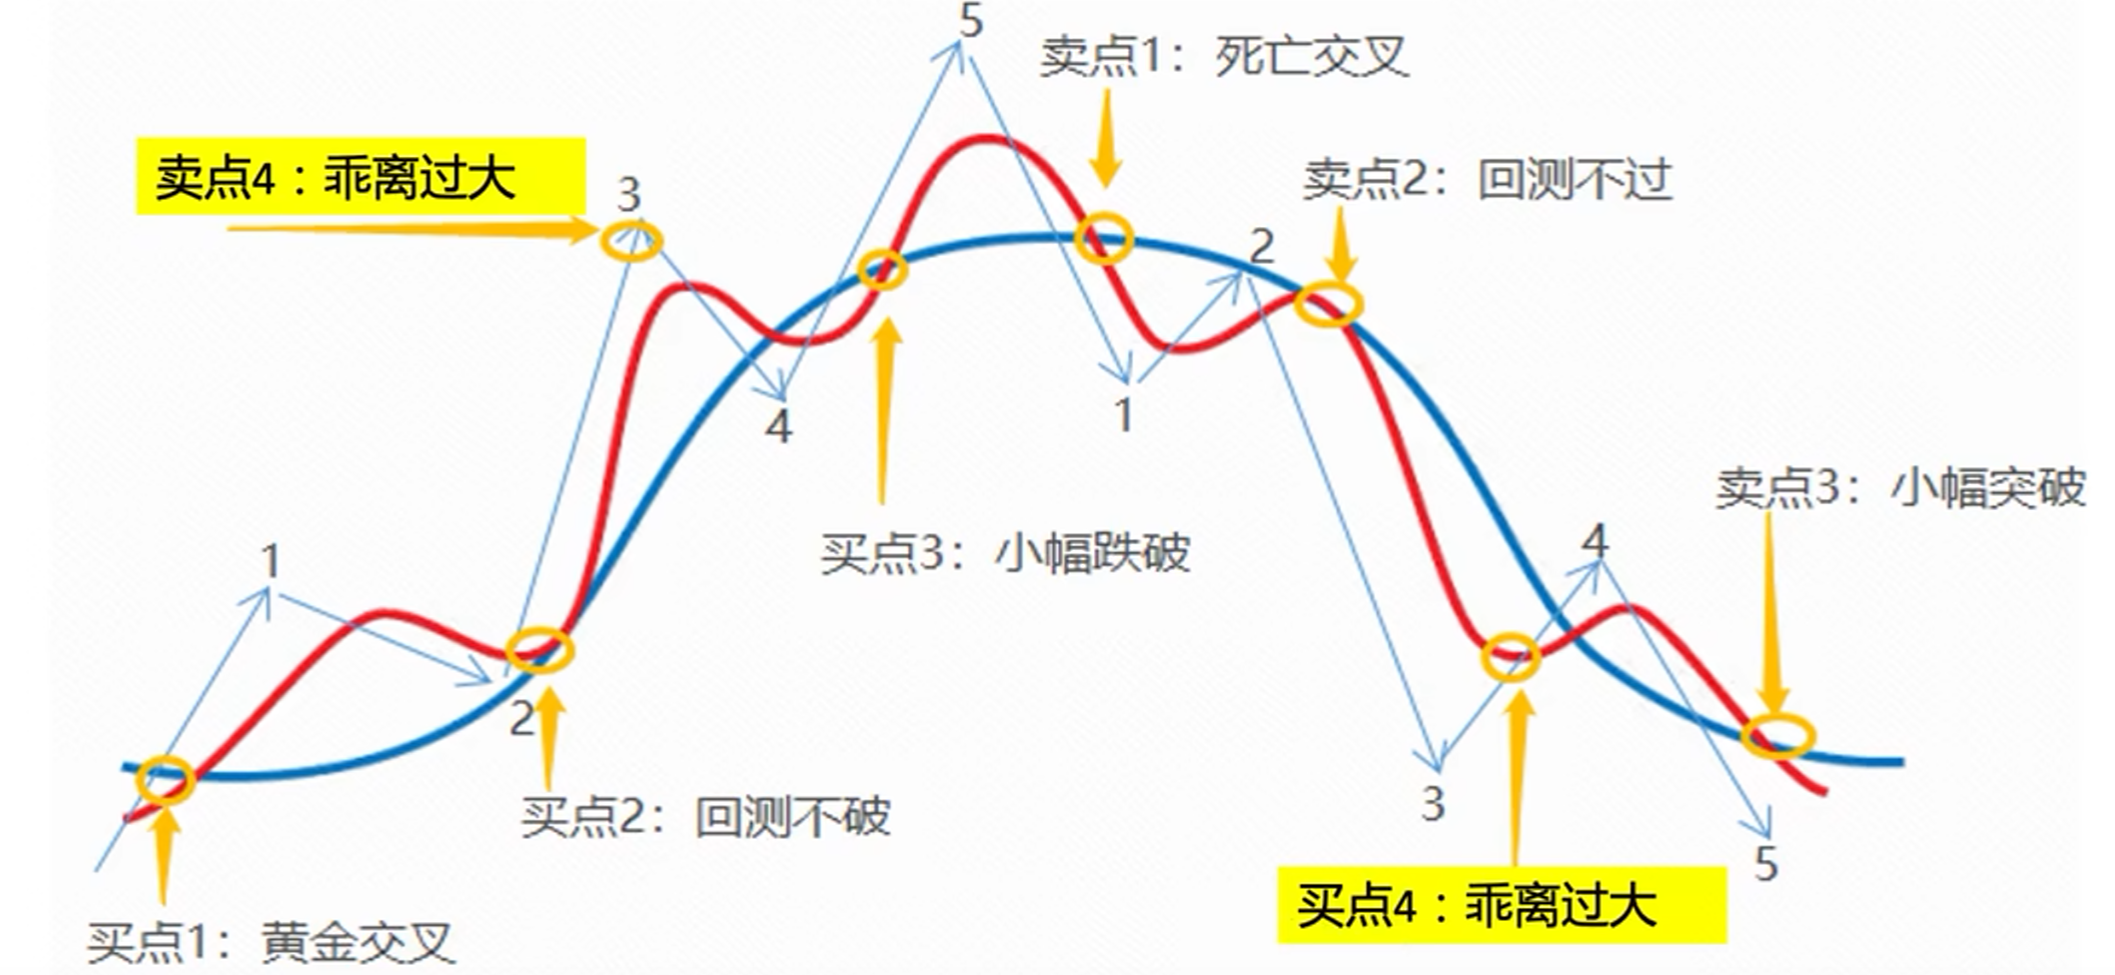 5
卖点1：死亡交叉
卖点4：乖离过大
3
卖点2：回测不过
2
4
1
卖点3：小幅突破
1
买点3：小幅跌破
4
2
买点2：回测不破
3
5
买点4：乖离过大
买点1：黄金交叉